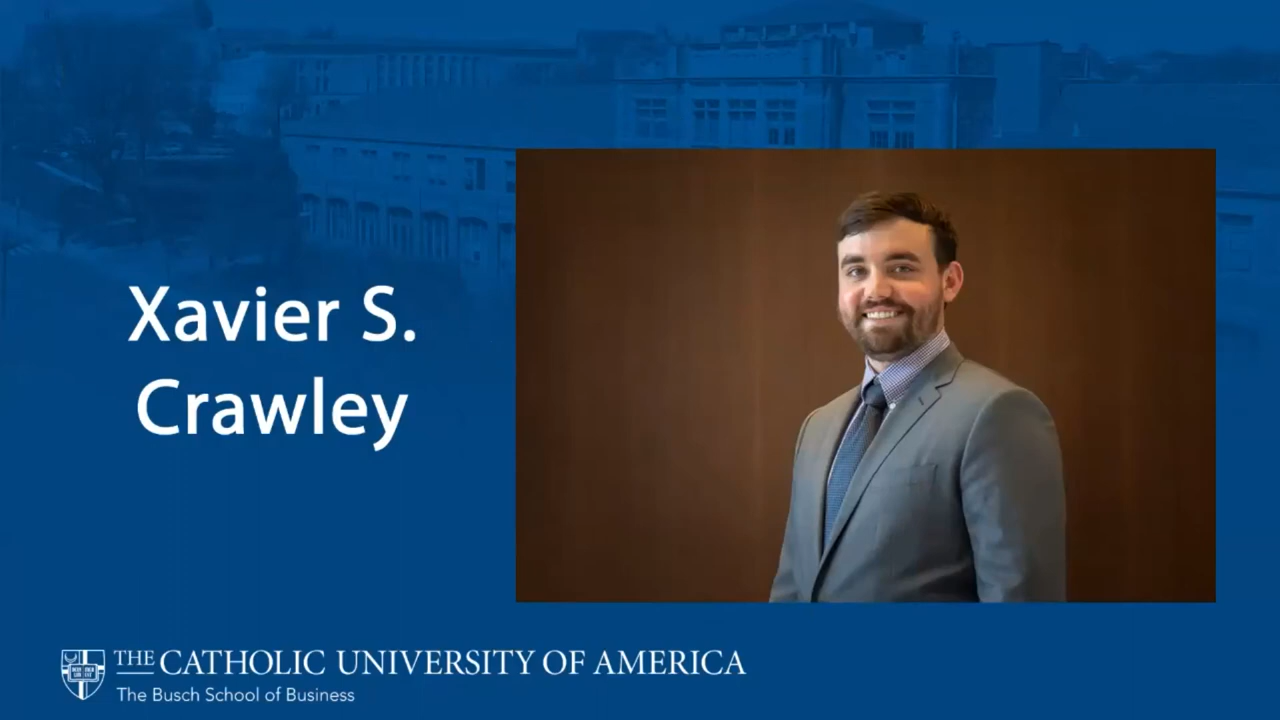 Xavier S.
Crawley
THE CATHOLIC UNIVERSITY OF AMERICA
The Busch School of Business